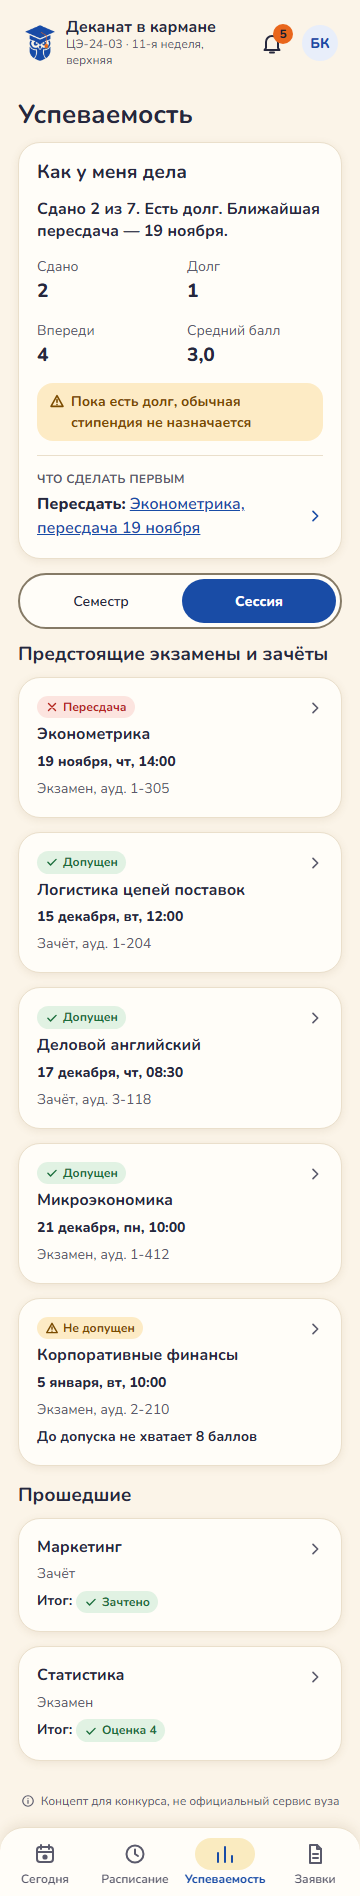 Деканат в кармане
ЦЭ-24-03 · 11-я неделя,
верхняя
5
БК
Успеваемость
Как у меня дела
Сдано 2 из 7. Есть долг. Ближайшая
пересдача — 19 ноября.
Сдано
2
Долг
1
Впереди
4
Средний балл
3,0
Пока есть долг, обычная
стипендия не назначается
ЧТО СДЕЛАТЬ ПЕРВЫМ
Пересдать: Эконометрика,
пересдача 19 ноября
Семестр
Сессия
Предстоящие экзамены и зачёты
Пересдача
Эконометрика
19 ноября, чт, 14:00
Экзамен, ауд. 1-305
Допущен
Логистика цепей поставок
15 декабря, вт, 12:00
Зачёт, ауд. 1-204
Допущен
Деловой английский
17 декабря, чт, 08:30
Зачёт, ауд. 3-118
Допущен
Микроэкономика
21 декабря, пн, 10:00
Экзамен, ауд. 1-412
Не допущен
Корпоративные финансы
5 января, вт, 10:00
Экзамен, ауд. 2-210
До допуска не хватает 8 баллов
Прошедшие
Маркетинг
Зачёт
Итог: Зачтено
Статистика
Экзамен
Итог: Оценка 4
Концепт для конкурса, не официальный сервис вуза
Сегодня
Расписание
Успеваемость
Заявки